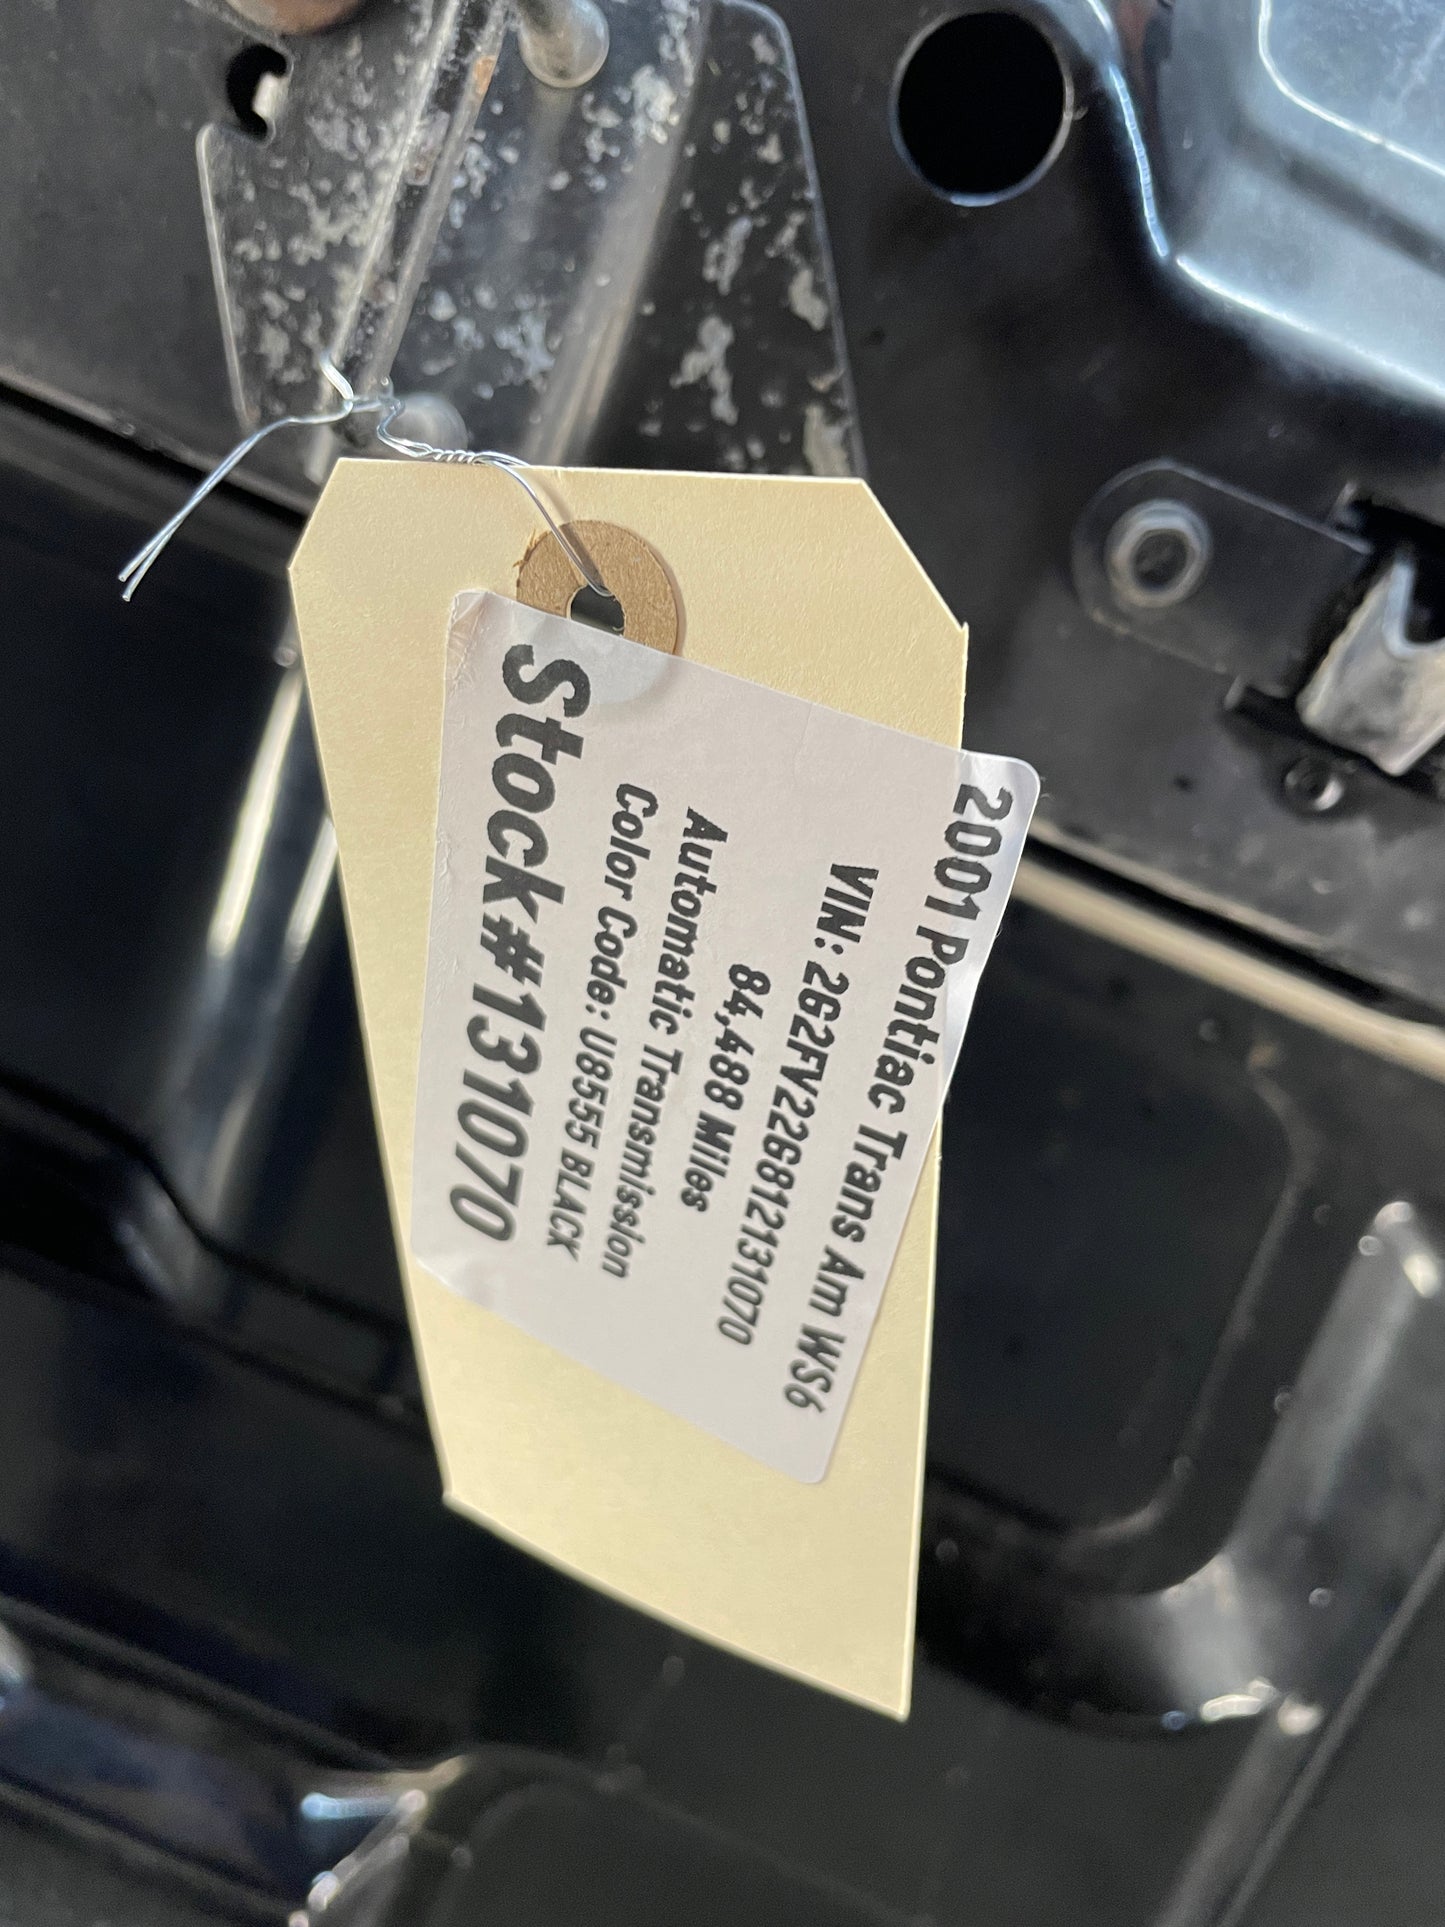 2001 Pontiac Trans Am WS6
VIN: 2G2FV22G812131070
84,488 Miles
Automatic Transmission
Color Code: U8555 BLACK
Stock#131070